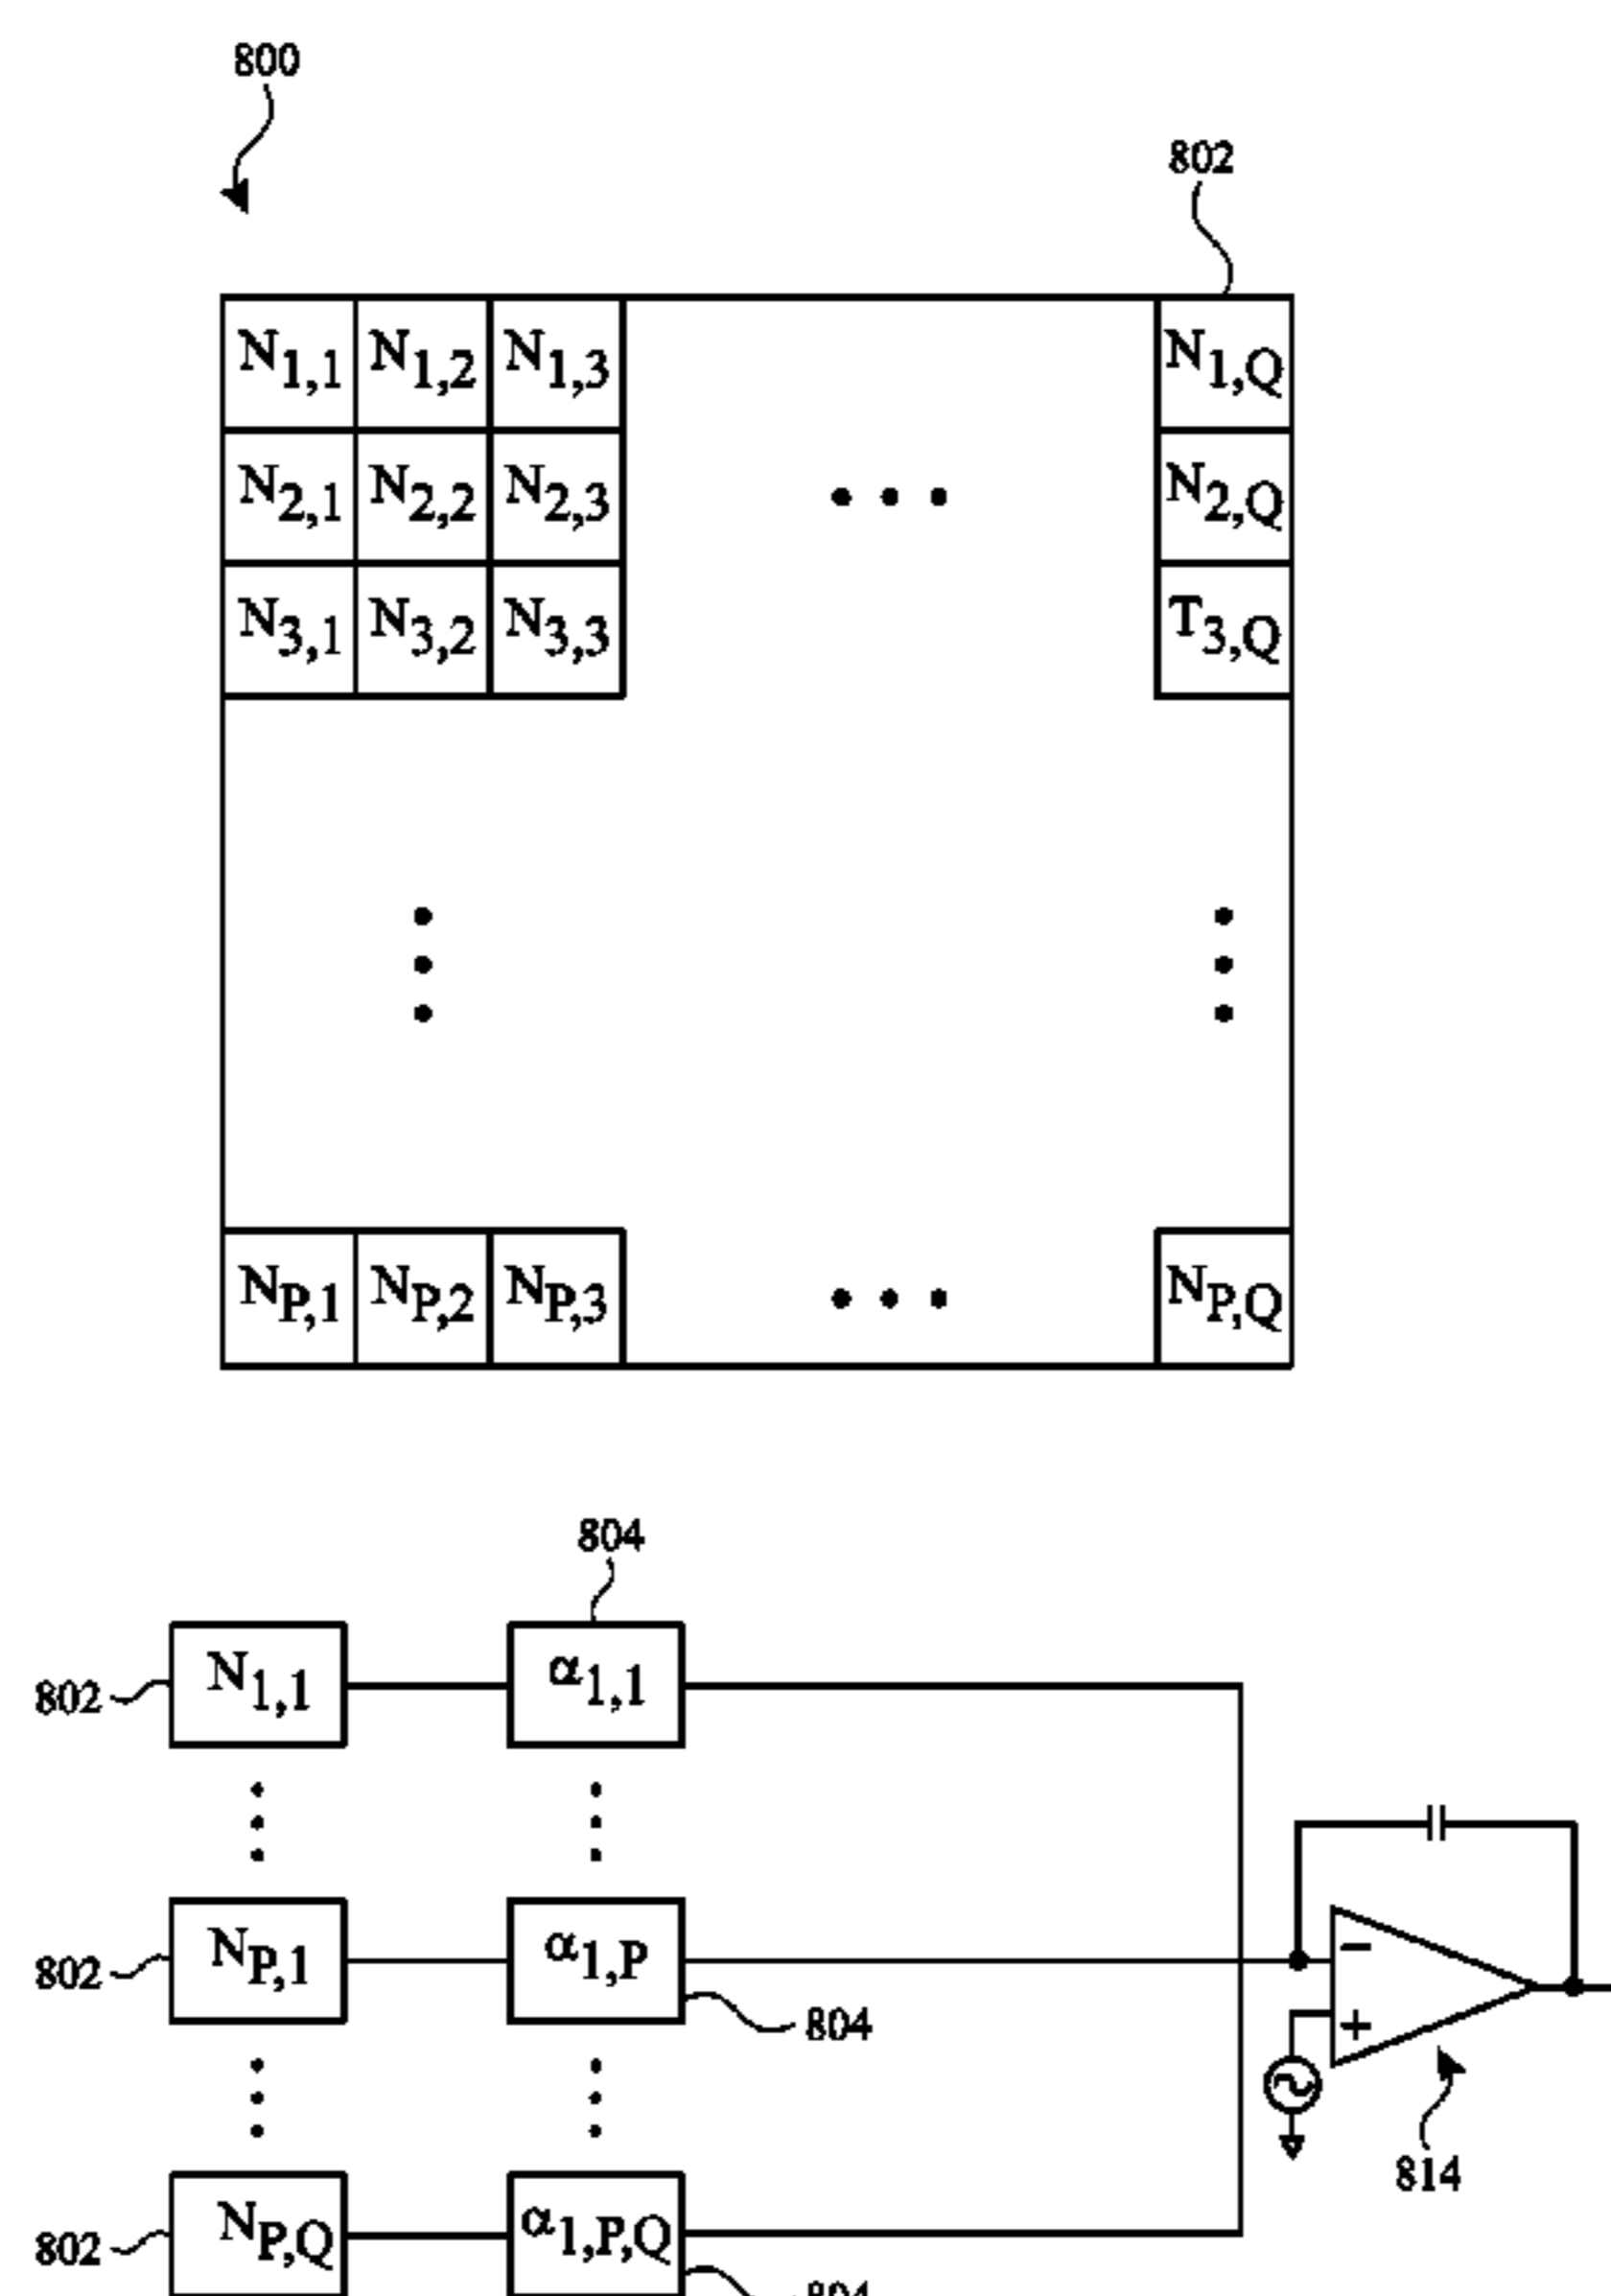 800
802
N1,1 N1,2 N1,3 N1,Q
N2,1 N2,2 N2,3 N2,Q
N3,1 N3,2 N3,3 T3,Q
NP,1 NP,2 NP,3 NP,Q
804
802 N1,1 α1,1
802 NP,1 α1,P
804
− +
814
802 NP,Q α1,P,Q
804